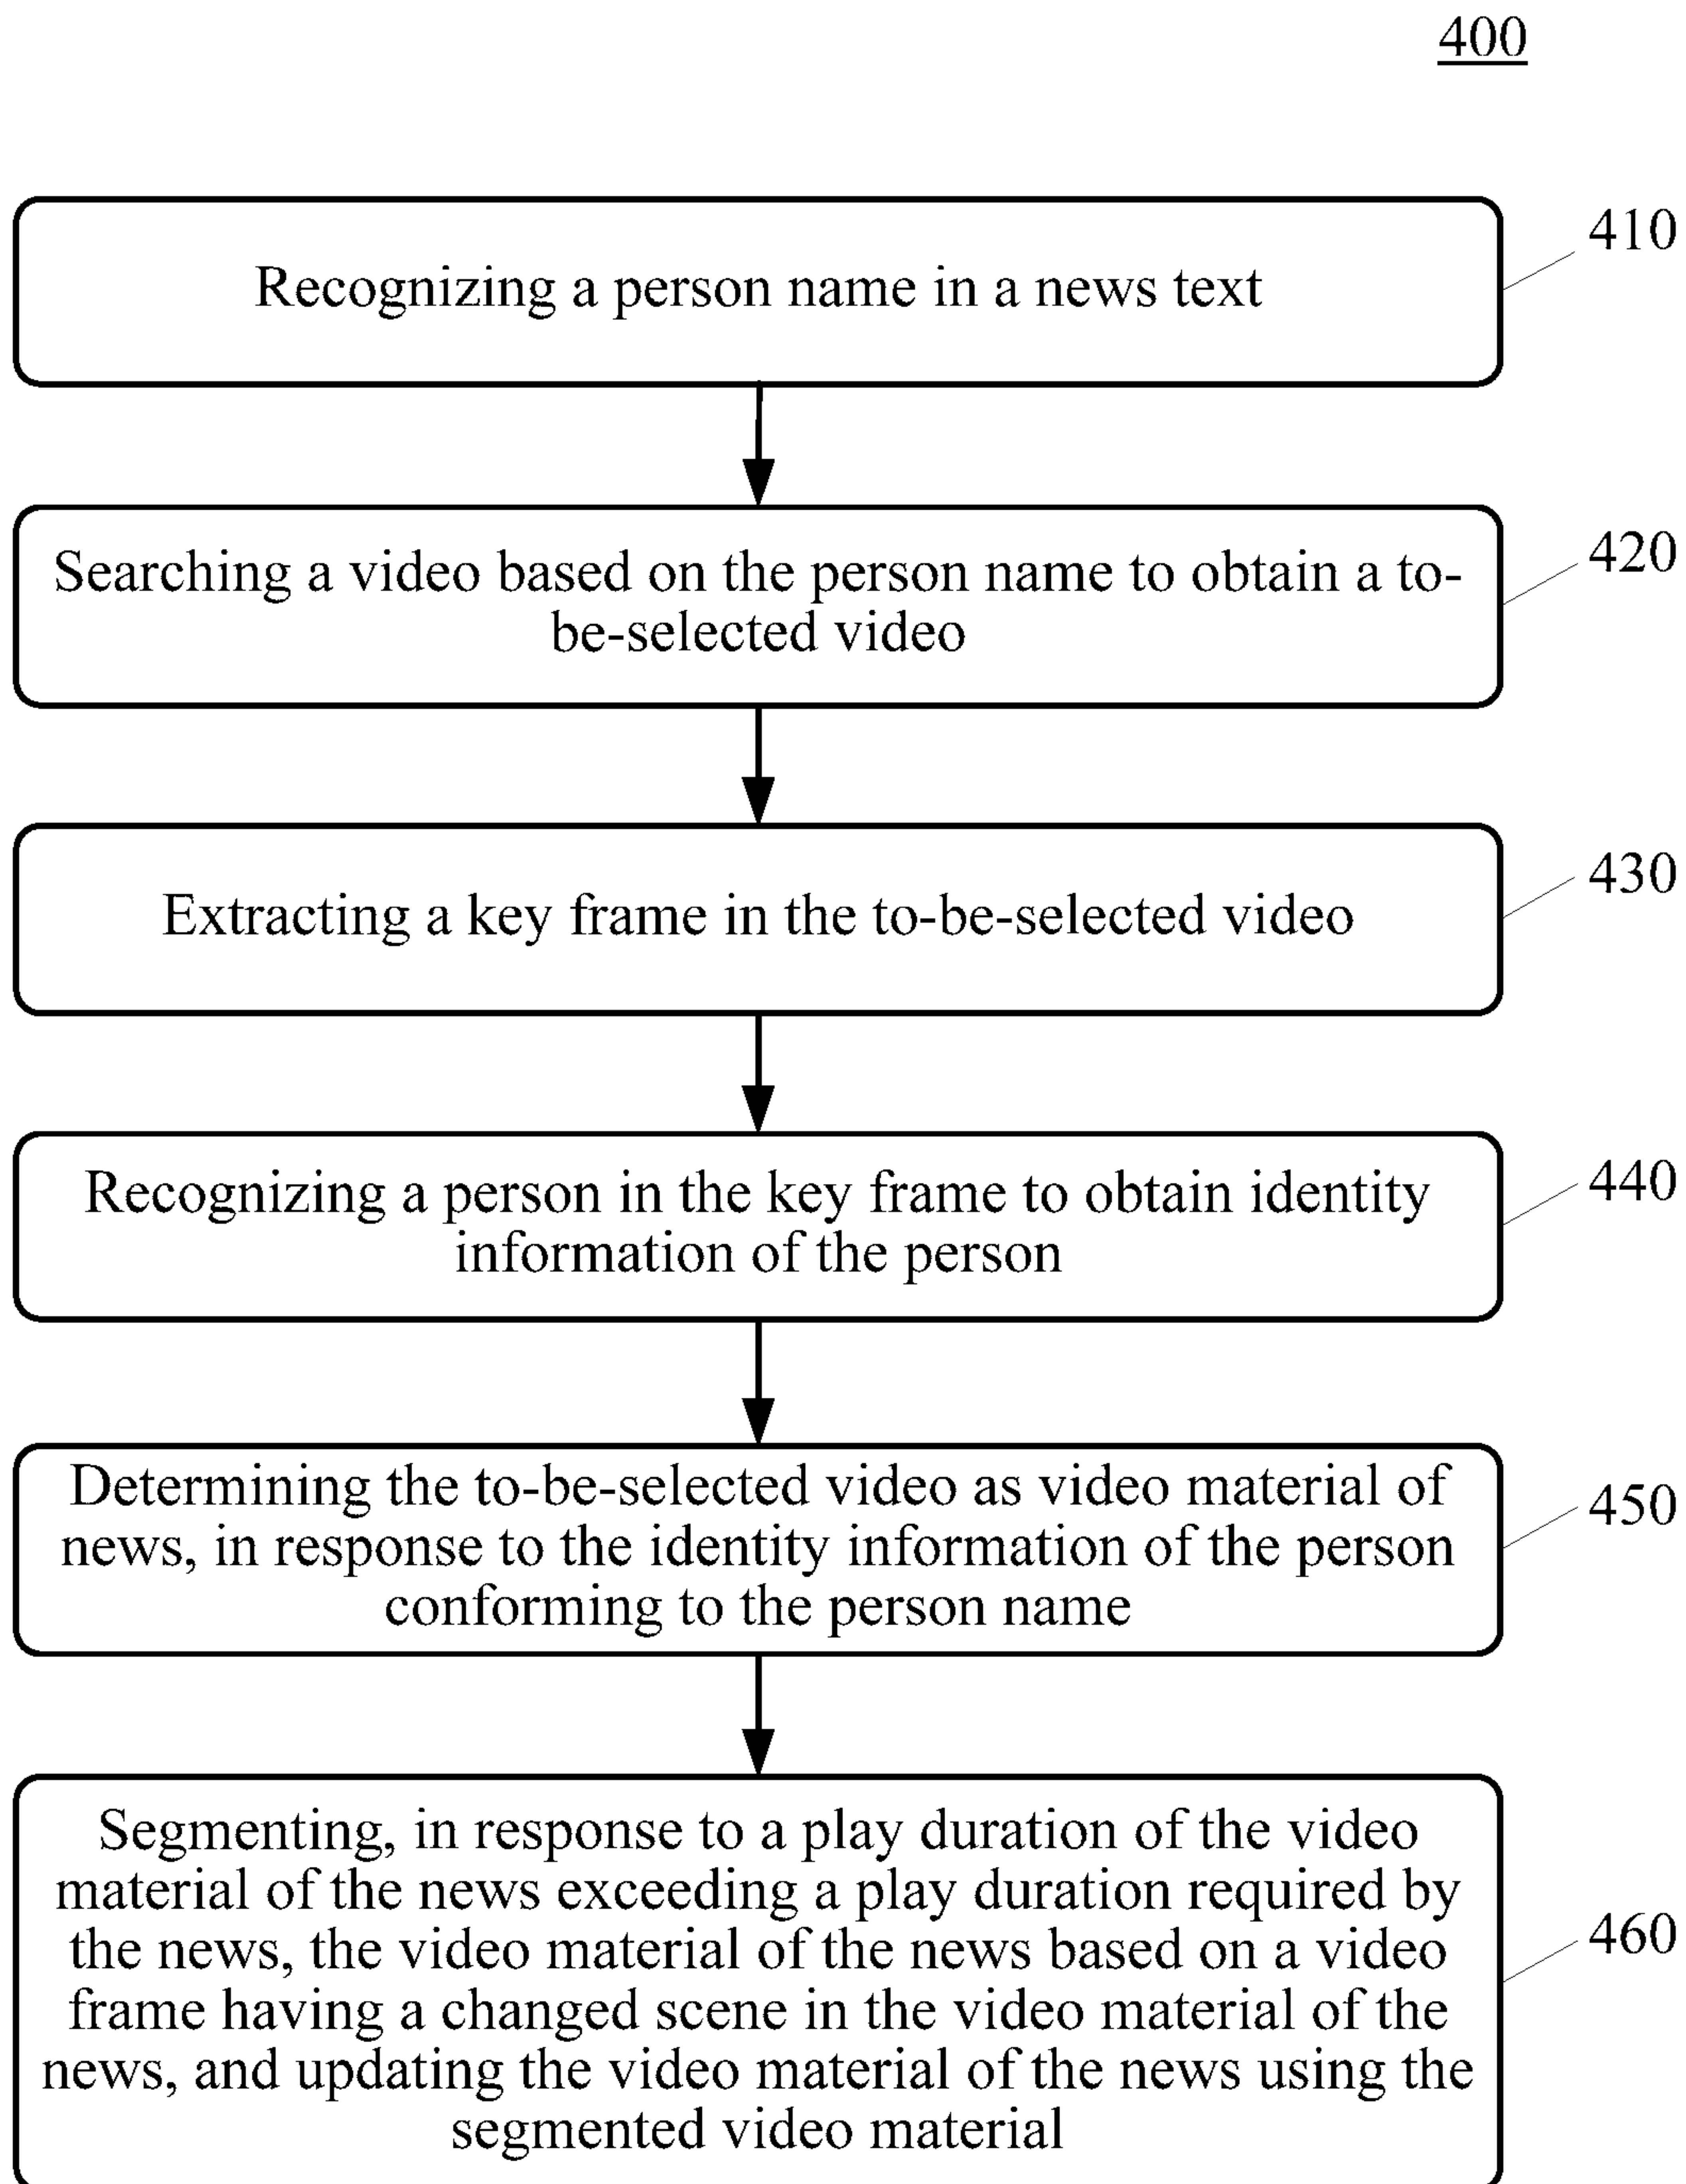 400
Recognizing a person name in a news text
410
Searching a video based on the person name to obtain a to-
be-selected video
420
Extracting a key frame in the to-be-selected video
430
Recognizing a person in the key frame to obtain identity
information of the person
440
Determining the to-be-selected video as video material of
news, in response to the identity information of the person
conforming to the person name
450
Segmenting, in response to a play duration of the video
material of the news exceeding a play duration required by
the news, the video material of the news based on a video
frame having a changed scene in the video material of the
news, and updating the video material of the news using the
segmented video material
460